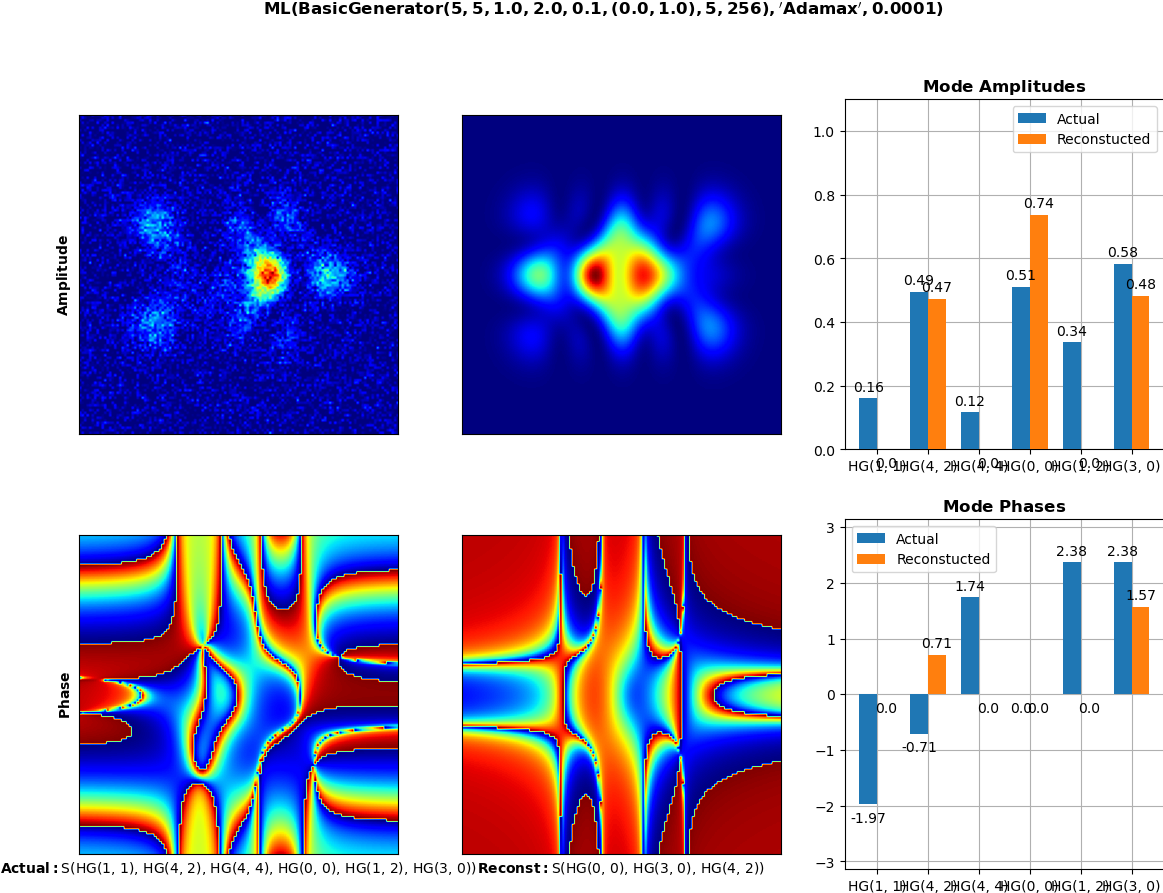 ML(BasicGenerator(5, 5, 1.0, 2.0, 0.1, (0.0, 1.0), 5, 256), 'Adamax', 0.0001)
Mode Amplitudes
Amplitude
Actual
Reconstucted
1.0
0.8
0.6
0.4
0.2
0.0
0.16
0.49
0.47
0.12
0.51
0.74
0.34
0.58
0.48
0.0
0.0
0.0
HG(1, 1) HG(4, 2) HG(4, 4) HG(0, 0) HG(1, 2) HG(3, 0)
Mode Phases
Phase
Actual
Reconstucted
3
2
1
0
−1
−2
−3
-1.97
0.0
-0.71
0.71
1.74
0.0
0.0
0.0
2.38
0.0
2.38
1.57
HG(1, 1) HG(4, 2) HG(4, 4) HG(0, 0) HG(1, 2) HG(3, 0)
Actual: S(HG(1, 1), HG(4, 2), HG(4, 4), HG(0, 0), HG(1, 2), HG(3, 0))
Reconst: S(HG(0, 0), HG(3, 0), HG(4, 2))